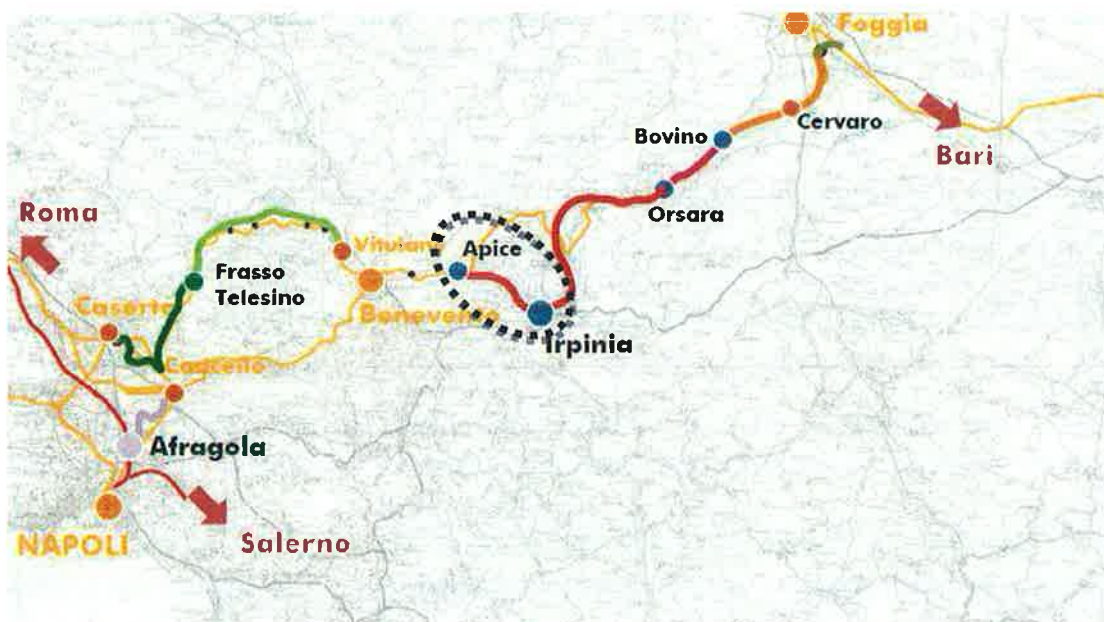 Foggia
Cervaro
Bovino
Bari
Orsara
Roma
Vitulano
Apice
Frasso
Telesino
Caserta
Benevento
Irpinia
Cancello
Afragola
NAPOLI
Salerno